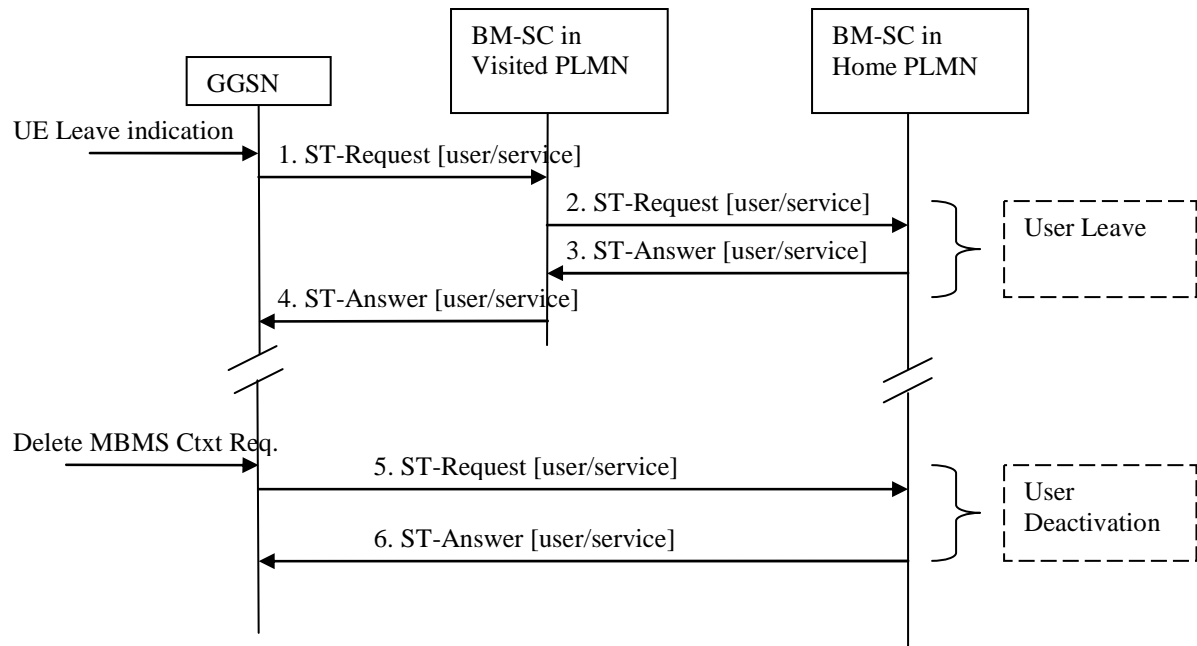 BM-SC in
Visited PLMN
BM-SC in
Home PLMN
GGSN
UE Leave indication
1. ST-Request [user/service]
2. ST-Request [user/service]
3. ST-Answer [user/service]
4. ST-Answer [user/service]
User Leave
Delete MBMS Ctxt Req.
5. ST-Request [user/service]
6. ST-Answer [user/service]
User
Deactivation